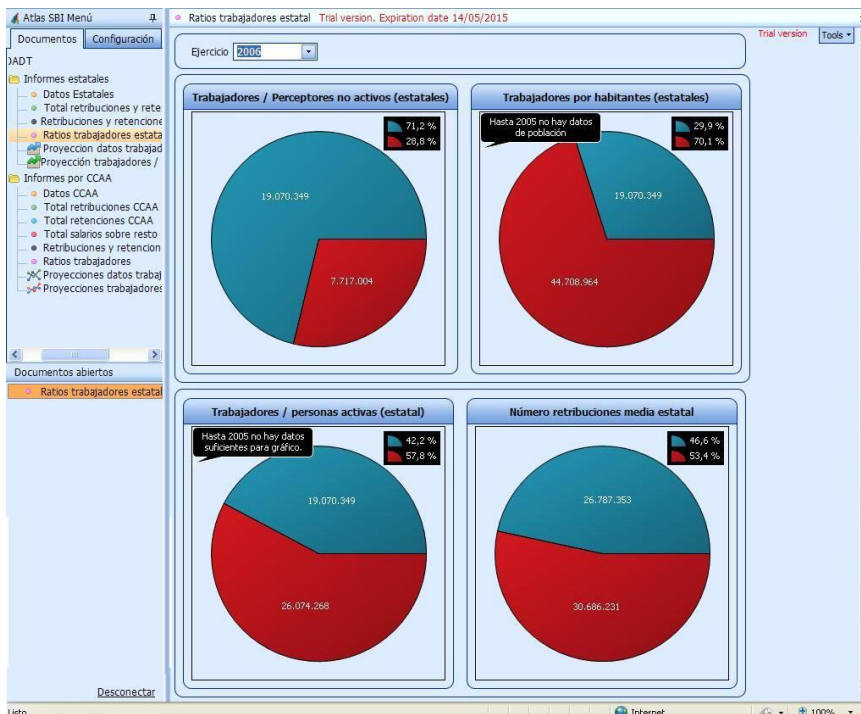 Atlas SBI Menú
Ratios trabajadores estatal Trial version. Expiration date 14/05/2015
Documentos Configuración
Trial version Tools
Ejercicio 2006
DADT
Informes estatales
Datos Estatales
Total retribuciones y rete
Retribuciones y retencione
Ratios trabajadores estata
Proyeccion datos trabajad
Proyección trabajadores /
Informes por CCAA
Datos CCAA
Total retribuciones CCAA
Total retenciones CCAA
Total salarios sobre resto
Retribuciones y retencion
Ratios trabajadores
Proyecciones datos trabaj
Proyecciones trabajadores
Documentos abiertos
Ratios trabajadores estatal
Desconectar
Trabajadores / Perceptores no activos (estatales)
71,2 %
28,8 %
19.070.349
7.717.004
Trabajadores por habitantes (estatales)
Hasta 2005 no hay datos
de población
29,9 %
70,1 %
19.070.349
44.708.964
Trabajadores / personas activas (estatal)
Hasta 2005 no hay datos
suficientes para gráfico.
42,2 %
57,8 %
19.070.349
26.074.268
Número retribuciones media estatal
46,6 %
53,4 %
26.787.353
30.686.231
Listo Internet 100%